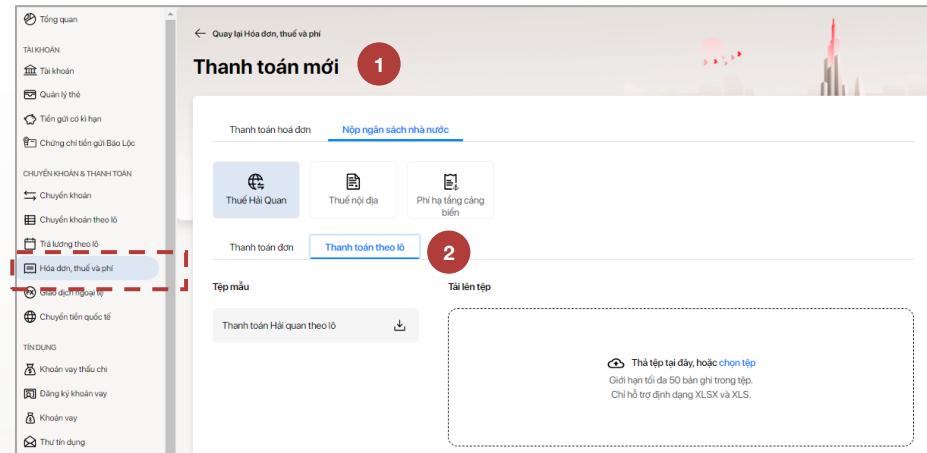 Tổng quan
TÀI KHOẢN
Tài khoản
Quản lý thẻ
Tiền gửi có kì hạn
Chứng chỉ tiền gửi Bảo Lộc
CHUYỂN KHOẢN & THANH TOÁN
Chuyển khoản
Chuyển khoản theo lô
Trả lương theo lô
Hóa đơn, thuế và phí
Giao dịch ngoại tệ
Chuyển tiền quốc tế
TÍN DỤNG
Khoản vay thấu chi
Đăng ký khoản vay
Khoản vay
Thư tín dụng
Quay lại Hóa đơn, thuế và phí
Thanh toán mới
1
Thanh toán hoá đơn
Nộp ngân sách nhà nước
Thuế Hải Quan
Thuế nội địa
Phí hạ tầng cảng
biển
Thanh toán đơn
Thanh toán theo lô
2
Tệp mẫu
Thanh toán Hải quan theo lô
Tải lên tệp
Thả tệp tại đây, hoặc chọn tệp
Giới hạn tối đa 50 bản ghi trong tệp.
Chỉ hỗ trợ định dạng XLSX và XLS.